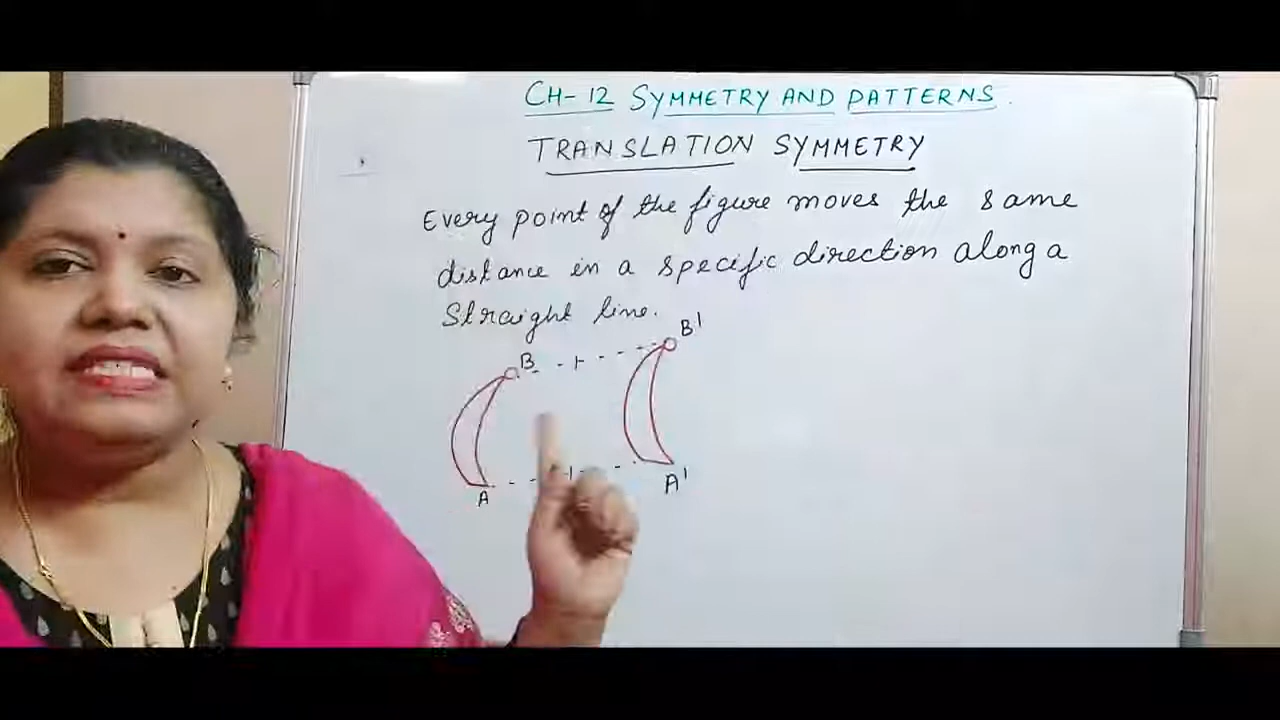 CH-12 SYMMETRY AND PATTERNS.
TRANSLATION SYMMETRY
Every point of the figure moves the same
distance in a specific direction along a
straight line.
B B'
A A'